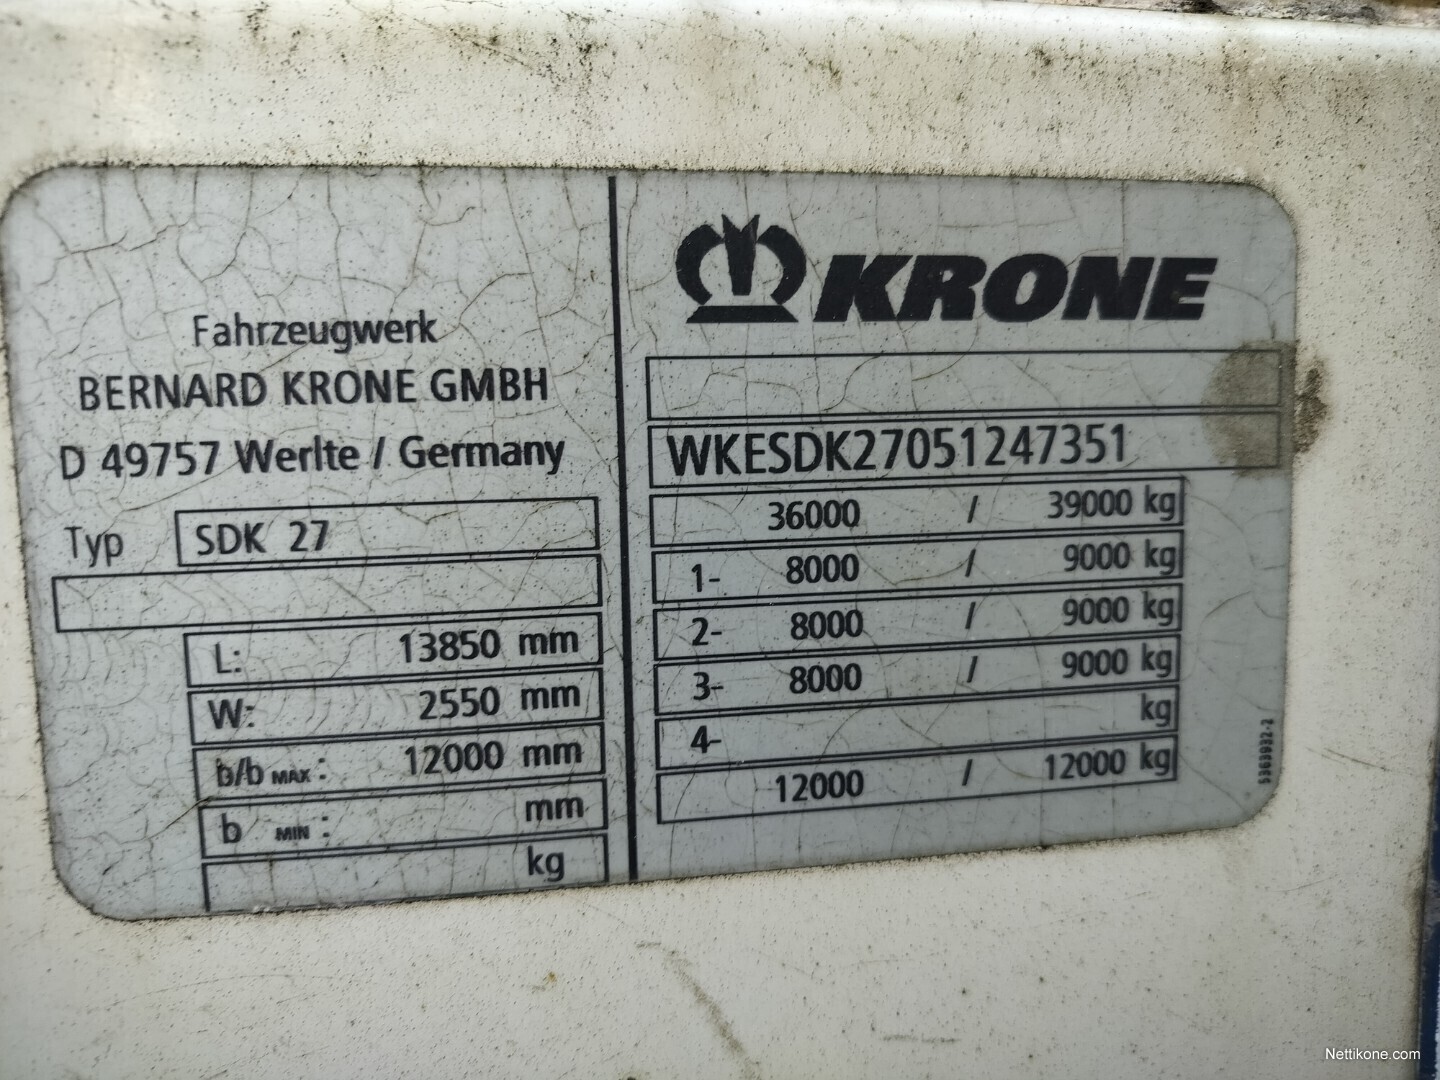 Fahrzeugwerk
BERNARD KRONE GMBH
D 49757 Werlte / Germany
Typ SDK 27
L: 13850 mm
W: 2550 mm
b/b MAX : 12000 mm
b MIN : mm
kg
KRONE
WKESDK27051247351
36000 / 39000 kg
1- 8000 / 9000 kg
2- 8000 / 9000 kg
3- 8000 / 9000 kg
4- kg
12000 / 12000 kg
5363932-2
Nettikone.com